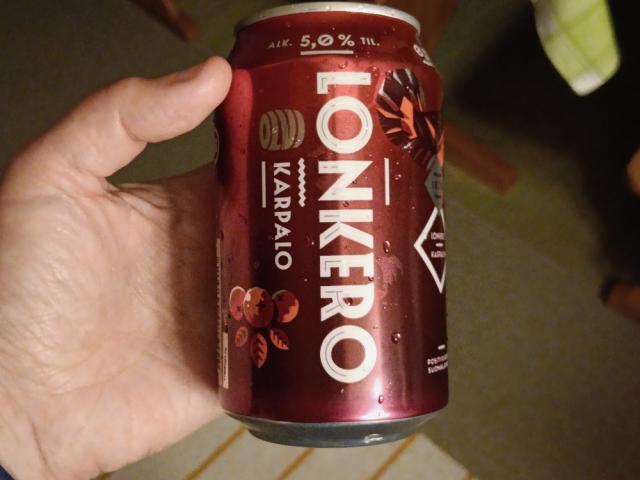 ALK. 5,0 % TIL.
OLVI
LONKERO
KARPALO